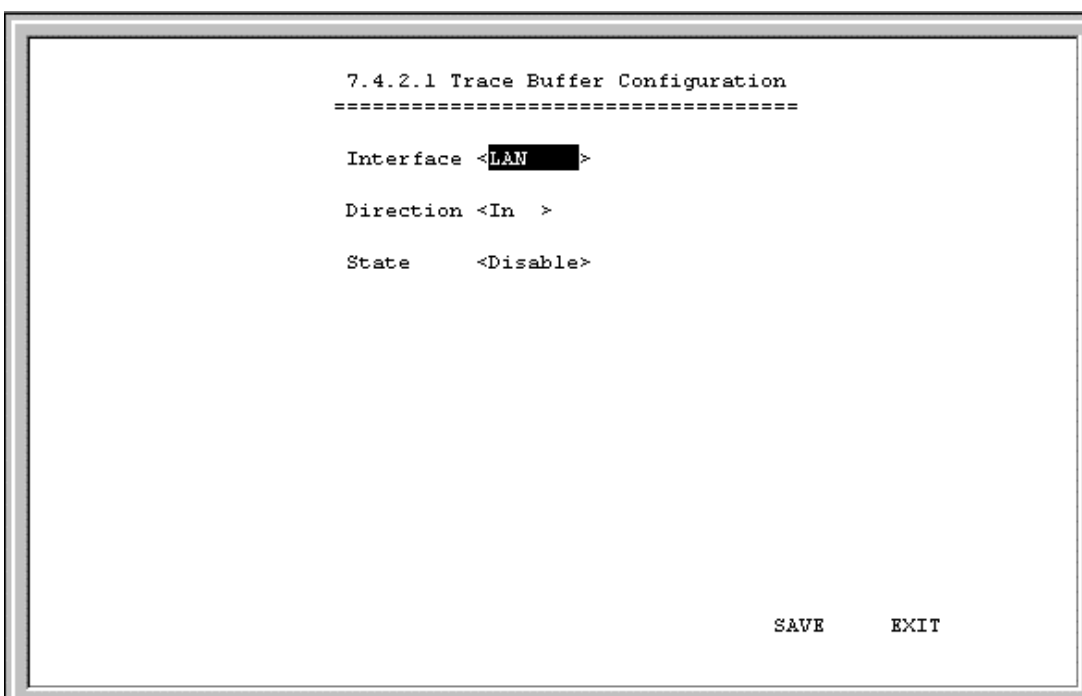 7.4.2.1 Trace Buffer Configuration
====================================
Interface <LAN    >
Direction <In  >
State     <Disable>
SAVE     EXIT